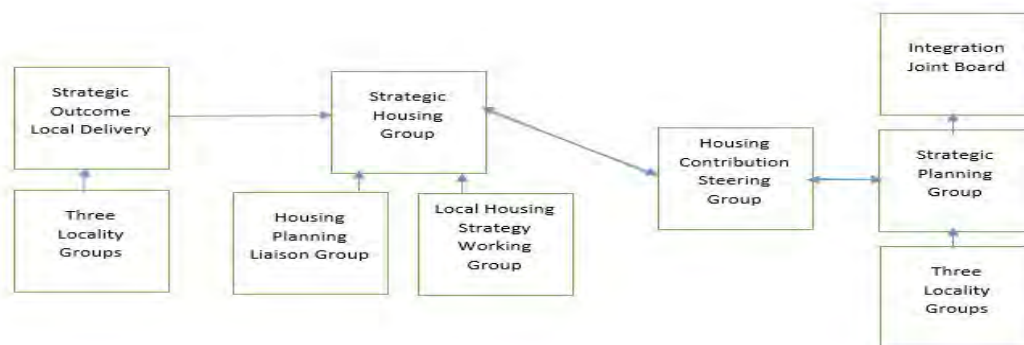 Strategic
Outcome
Local Delivery
Three
Locality
Groups
Strategic
Housing
Group
Housing
Planning
Liaison Group
Local Housing
Strategy
Working
Group
Housing
Contribution
Steering
Group
Integration
Joint Board
Strategic
Planning
Group
Three
Locality
Groups